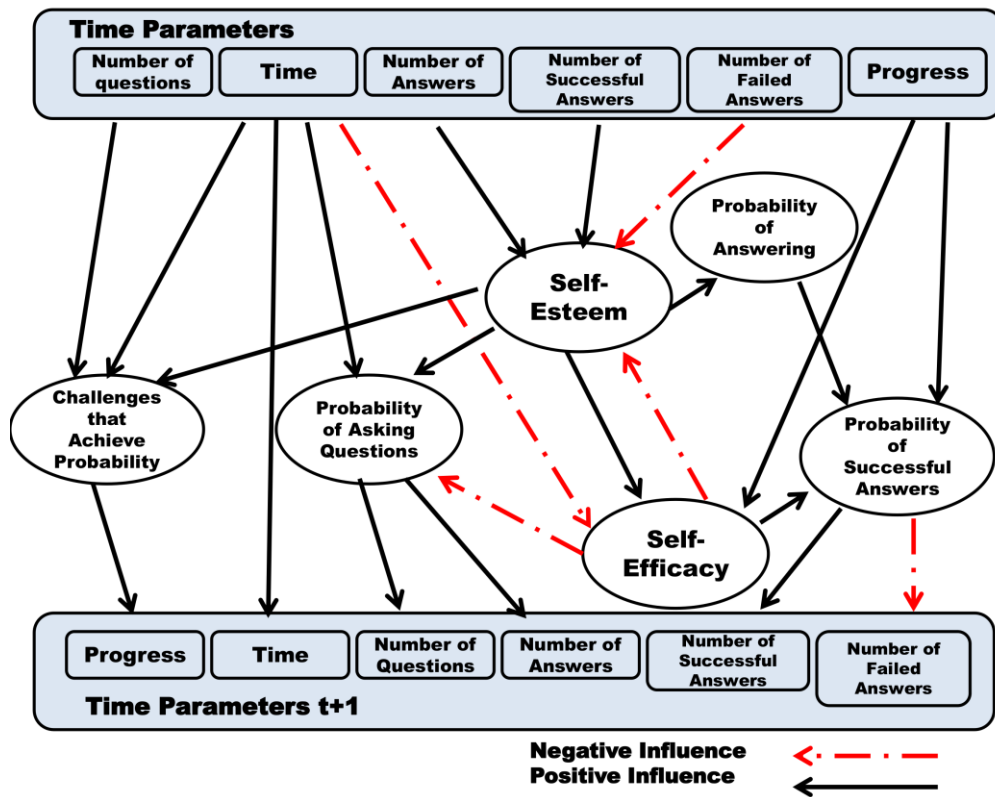 Time Parameters
Number of
questions
Time
Number of
Answers
Number of
Successful
Answers
Number of
Failed
Answers
Progress
Probability
of
Answering
Self-
Esteem
Challenges
that
Achieve
Probability
Probability
of Asking
Questions
Probability
of
Successful
Answers
Self-
Efficacy
Progress
Time
Number of
Questions
Number of
Answers
Number of
Successful
Answers
Number of
Failed
Answers
Time Parameters t+1
Negative Influence
Positive Influence